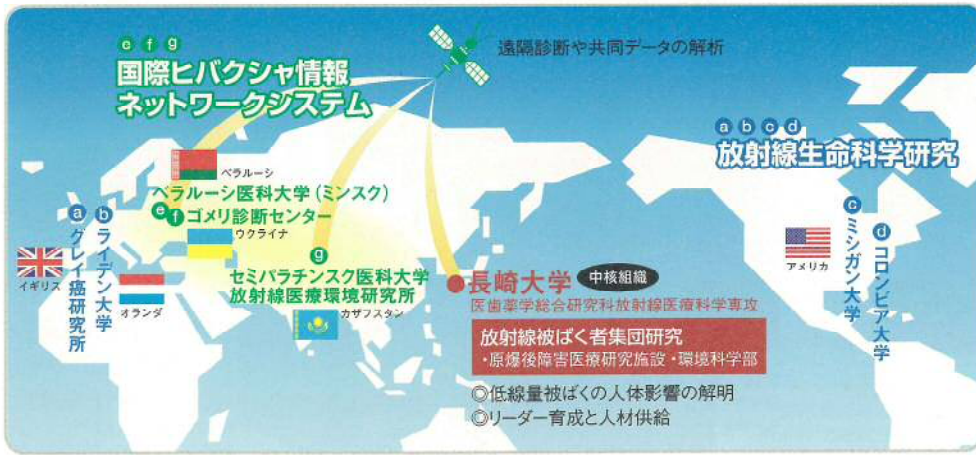 遠隔診断や共同データの解析
e f g
国際ヒバクシャ情報
ネットワークシステム
a b c d
放射線生命科学研究
ベラルーシ
ベラルーシ医科大学(ミンスク)
e f ゴメリ診断センター
ウクライナ
g
セミパラチンスク医科大学
放射線医療環境研究所
カザフスタン
イギリス
a グレイ癌研究所
b ライデン大学
オランダ
長崎大学 中核組織
医歯薬学総合研究科放射線医療科学専攻
放射線被ばく者集団研究
・原爆後障害医療研究施設・環境科学部
◎低線量被ばくの人体影響の解明
◎リーダー育成と人材供給
アメリカ
c ミシガン大学
d コロンビア大学